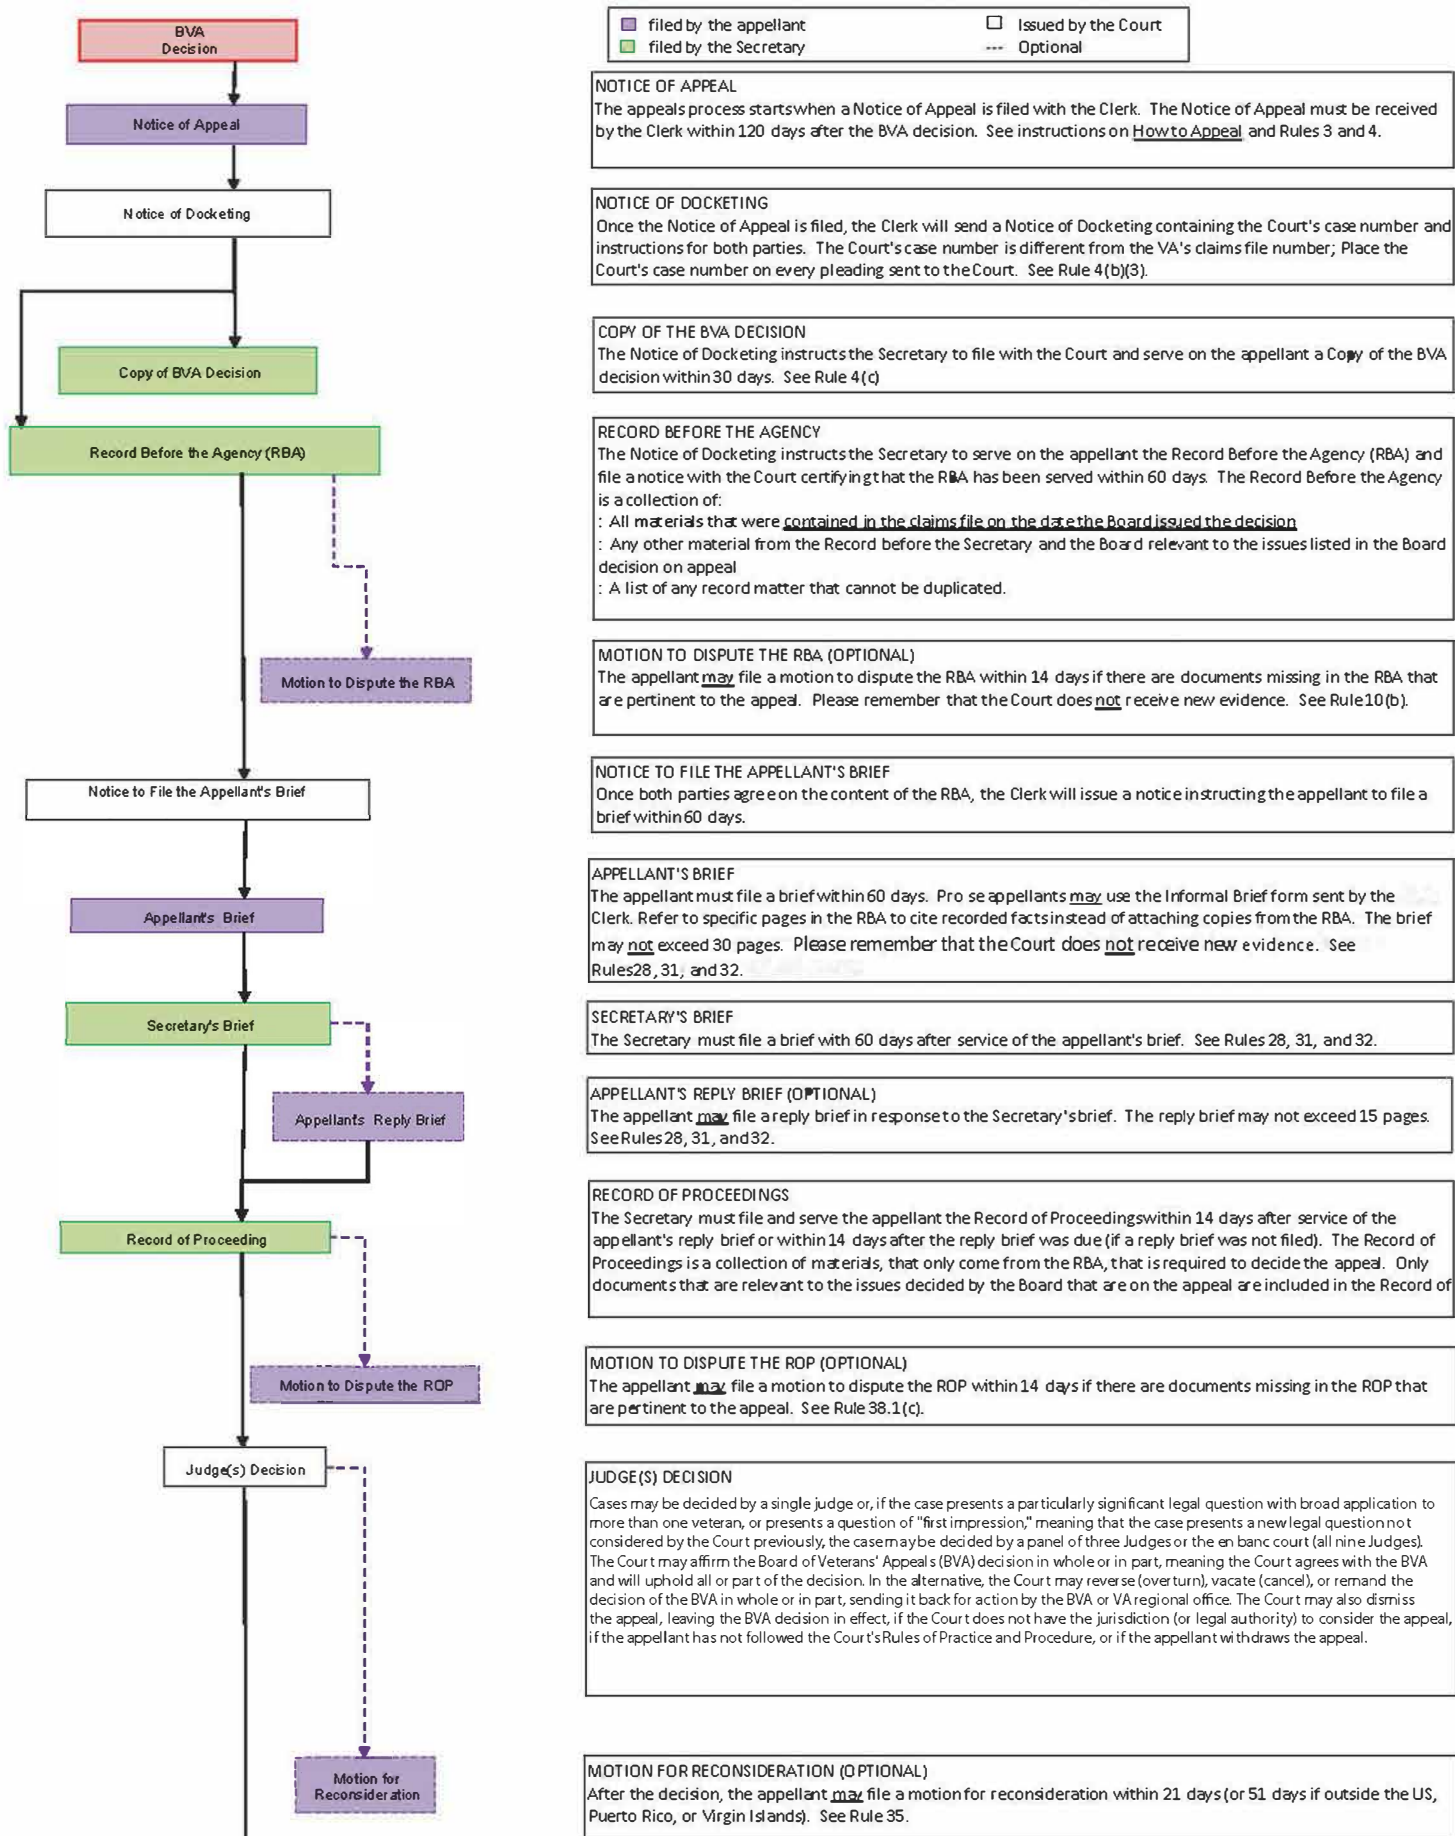 BVA
Decision
Notice of Appeal
Notice of Docketing
Copy of BVA Decision
Record Before the Agency (RBA)
Motion to Dispute the RBA
Notice to File the Appellant's Brief
Appellant's Brief
Secretary's Brief
Appellant's Reply Brief
Record of Proceeding
Motion to Dispute the ROP
Judge(s) Decision
Motion for
Reconsideration
filed by the appellant
Issued by the Court
filed by the Secretary
--- Optional
NOTICE OF APPEAL
The appeals process starts when a Notice of Appeal is filed with the Clerk. The Notice of Appeal must be received
by the Clerk within 120 days after the BVA decision. See instructions on How to Appeal and Rules 3 and 4.
NOTICE OF DOCKETING
Once the Notice of Appeal is filed, the Clerk will send a Notice of Docketing containing the Court's case number and
instructions for both parties. The Court's case number is different from the VA's claims file number; Place the
Court's case number on every pleading sent to the Court. See Rule 4(b)(3).
COPY OF THE BVA DECISION
The Notice of Docketing instructs the Secretary to file with the Court and serve on the appellant a Copy of the BVA
decision within 30 days. See Rule 4(c)
RECORD BEFORE THE AGENCY
The Notice of Docketing instructs the Secretary to serve on the appellant the Record Before the Agency (RBA) and
file a notice with the Court certifying that the RBA has been served within 60 days. The Record Before the Agency
is a collection of:
: All materials that were contained in the claims file on the date the Board issued the decision
: Any other material from the Record before the Secretary and the Board relevant to the issues listed in the Board
decision on appeal
: A list of any record matter that cannot be duplicated.
MOTION TO DISPUTE THE RBA (OPTIONAL)
The appellant may file a motion to dispute the RBA within 14 days if there are documents missing in the RBA that
are pertinent to the appeal. Please remember that the Court does not receive new evidence. See Rule 10(b).
NOTICE TO FILE THE APPELLANT'S BRIEF
Once both parties agree on the content of the RBA, the Clerk will issue a notice instructing the appellant to file a
brief within 60 days.
APPELLANT'S BRIEF
The appellant must file a brief within 60 days. Pro se appellants may use the Informal Brief form sent by the
Clerk. Refer to specific pages in the RBA to cite recorded facts instead of attaching copies from the RBA. The brief
may not exceed 30 pages. Please remember that the Court does not receive new evidence. See
Rules 28, 31, and 32.
SECRETARY'S BRIEF
The Secretary must file a brief with 60 days after service of the appellant's brief. See Rules 28, 31, and 32.
APPELLANT'S REPLY BRIEF (OPTIONAL)
The appellant may file a reply brief in response to the Secretary's brief. The reply brief may not exceed 15 pages.
See Rules 28, 31, and 32.
RECORD OF PROCEEDINGS
The Secretary must file and serve the appellant the Record of Proceedings within 14 days after service of the
appellant's reply brief or within 14 days after the reply brief was due (if a reply brief was not filed). The Record of
Proceedings is a collection of materials, that only come from the RBA, that is required to decide the appeal. Only
documents that are relevant to the issues decided by the Board that are on the appeal are included in the Record of
MOTION TO DISPUTE THE ROP (OPTIONAL)
The appellant may file a motion to dispute the ROP within 14 days if there are documents missing in the ROP that
are pertinent to the appeal. See Rule 38.1(c).
JUDGE(S) DECISION
Cases may be decided by a single judge or, if the case presents a particularly significant legal question with broad application to
more than one veteran, or presents a question of "first impression," meaning that the case presents a new legal question not
considered by the Court previously, the case may be decided by a panel of three Judges or the en banc court (all nine Judges).
The Court may affirm the Board of Veterans' Appeals (BVA) decision in whole or in part, meaning the Court agrees with the BVA
and will uphold all or part of the decision. In the alternative, the Court may reverse (overturn), vacate (cancel), or remand the
decision of the BVA in whole or in part, sending it back for action by the BVA or VA regional office. The Court may also dismiss
the appeal, leaving the BVA decision in effect, if the Court does not have the jurisdiction (or legal authority) to consider the appeal,
if the appellant has not followed the Court's Rules of Practice and Procedure, or if the appellant withdraws the appeal.
MOTION FOR RECONSIDERATION (OPTIONAL)
After the decision, the appellant may file a motion for reconsideration within 21 days (or 51 days if outside the US,
Puerto Rico, or Virgin Islands). See Rule 35.